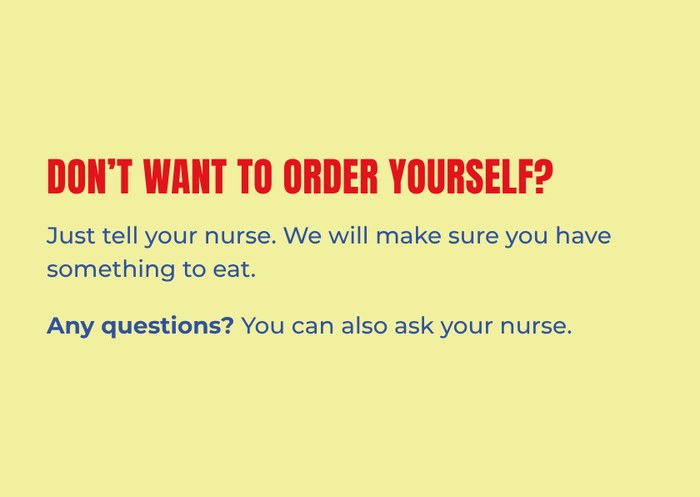 DON’T WANT TO ORDER YOURSELF?
Just tell your nurse. We will make sure you have
something to eat.
Any questions? You can also ask your nurse.